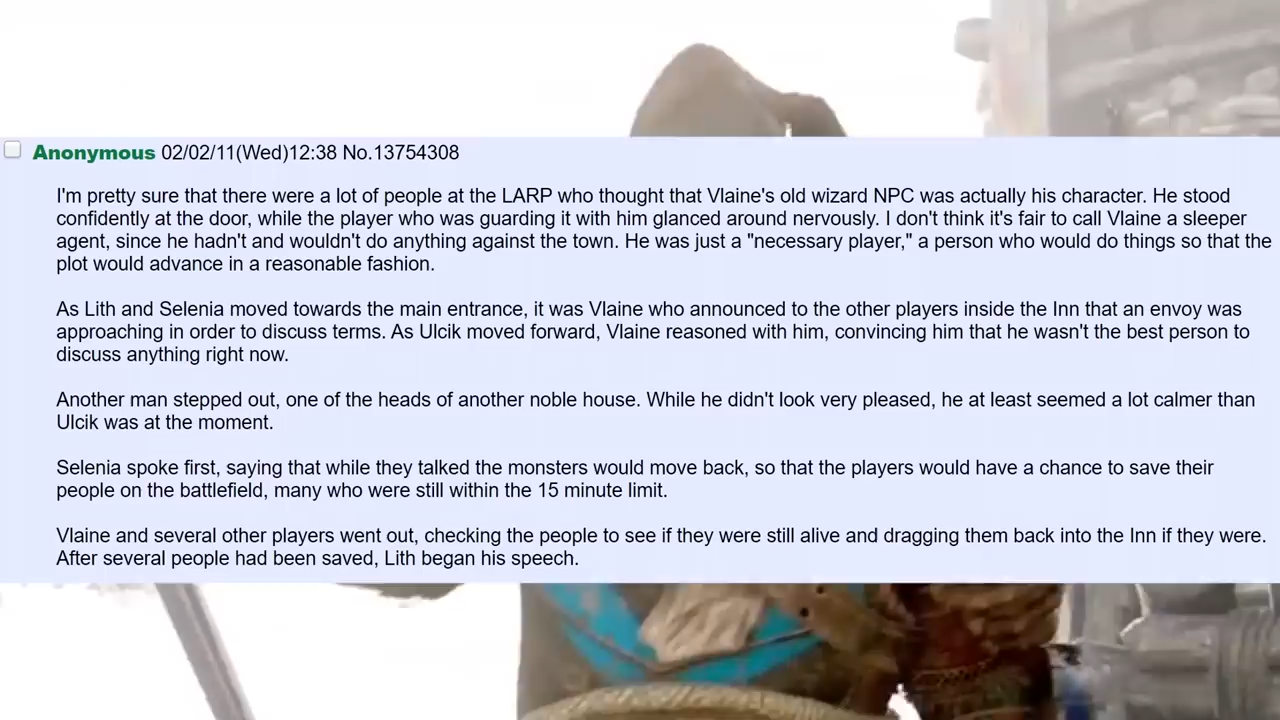 Anonymous 02/02/11(Wed)12:38 No.13754308
I'm pretty sure that there were a lot of people at the LARP who thought that Vlaine's old wizard NPC was actually his character. He stood
confidently at the door, while the player who was guarding it with him glanced around nervously. I don't think it's fair to call Vlaine a sleeper
agent, since he hadn't and wouldn't do anything against the town. He was just a "necessary player," a person who would do things so that the
plot would advance in a reasonable fashion.
As Lith and Selenia moved towards the main entrance, it was Vlaine who announced to the other players inside the Inn that an envoy was
approaching in order to discuss terms. As Ulcik moved forward, Vlaine reasoned with him, convincing him that he wasn't the best person to
discuss anything right now.
Another man stepped out, one of the heads of another noble house. While he didn't look very pleased, he at least seemed a lot calmer than
Ulcik was at the moment.
Selenia spoke first, saying that while they talked the monsters would move back, so that the players would have a chance to save their
people on the battlefield, many who were still within the 15 minute limit.
Vlaine and several other players went out, checking the people to see if they were still alive and dragging them back into the Inn if they were.
After several people had been saved, Lith began his speech.